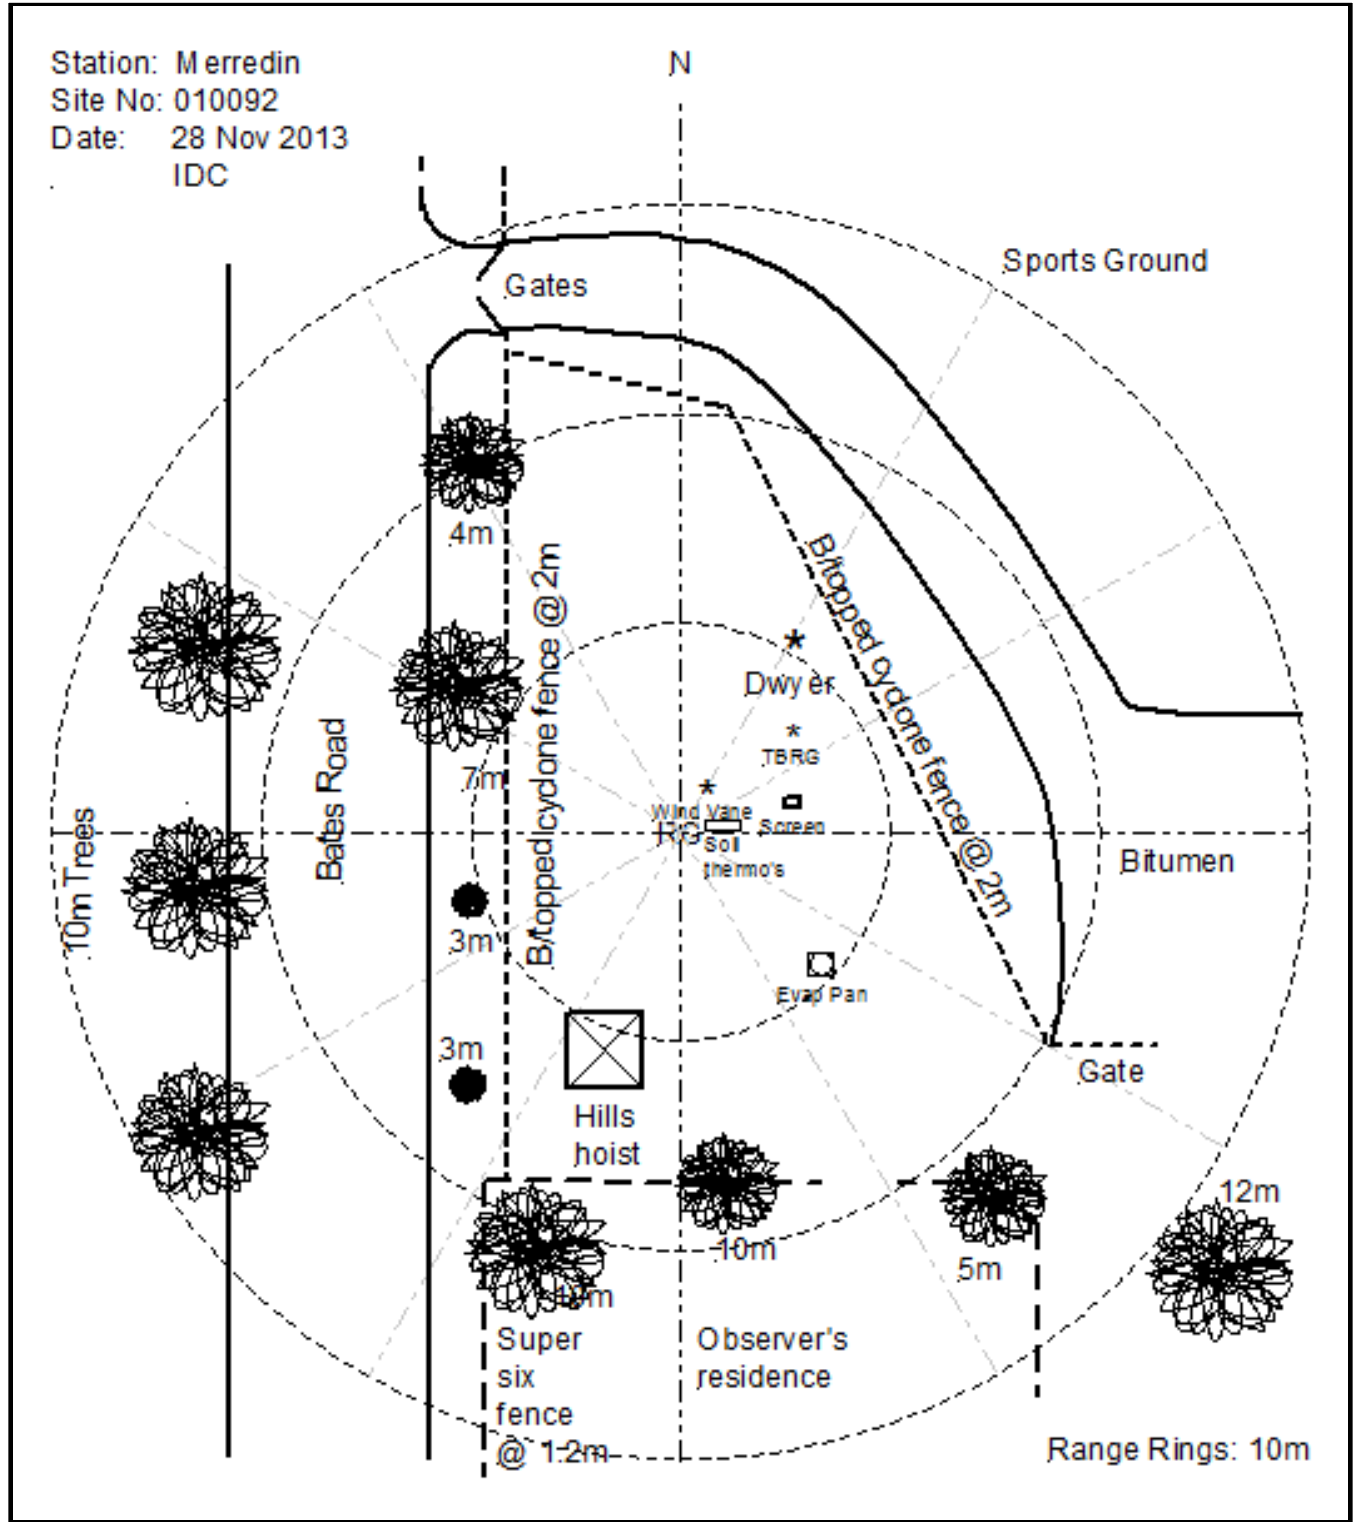 Station: Merredin
Site No: 010092
Date: 28 Nov 2013
IDC
N
Sports Ground
Gates
4m
B/topped cyclone fence @ 2m
B/topped cyclone fence @ 2m
Dwyer
TBRG
7m
Wind Vane
RG
Screen
Soil
thermo's
Bates Road
10m Trees
Bitumen
3m
Evap Pan
3m
Gate
Hills
hoist
12m
10m
5m
10m
Super
six
fence
@ 1.2m
Observer's
residence
Range Rings: 10m